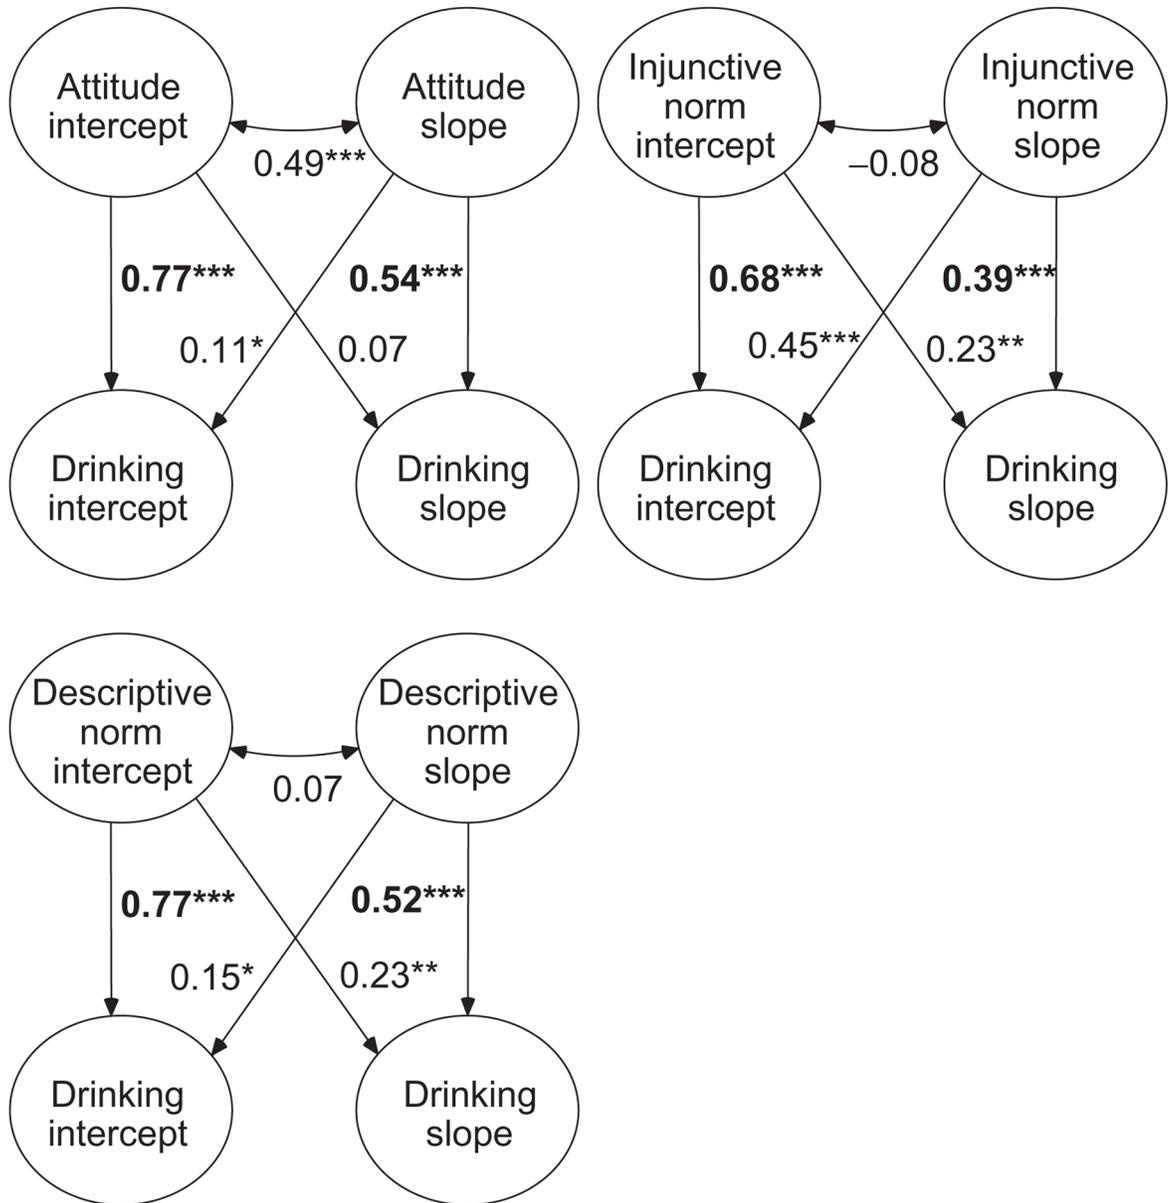 Attitude
intercept
Attitude
slope
0.49***
0.77***
0.54***
0.11*
0.07
Drinking
intercept
Drinking
slope
Injunctive
norm
intercept
Injunctive
norm
slope
–0.08
0.68***
0.39***
0.45***
0.23**
Drinking
intercept
Drinking
slope
Descriptive
norm
intercept
Descriptive
norm
slope
0.07
0.77***
0.52***
0.15*
0.23**
Drinking
intercept
Drinking
slope